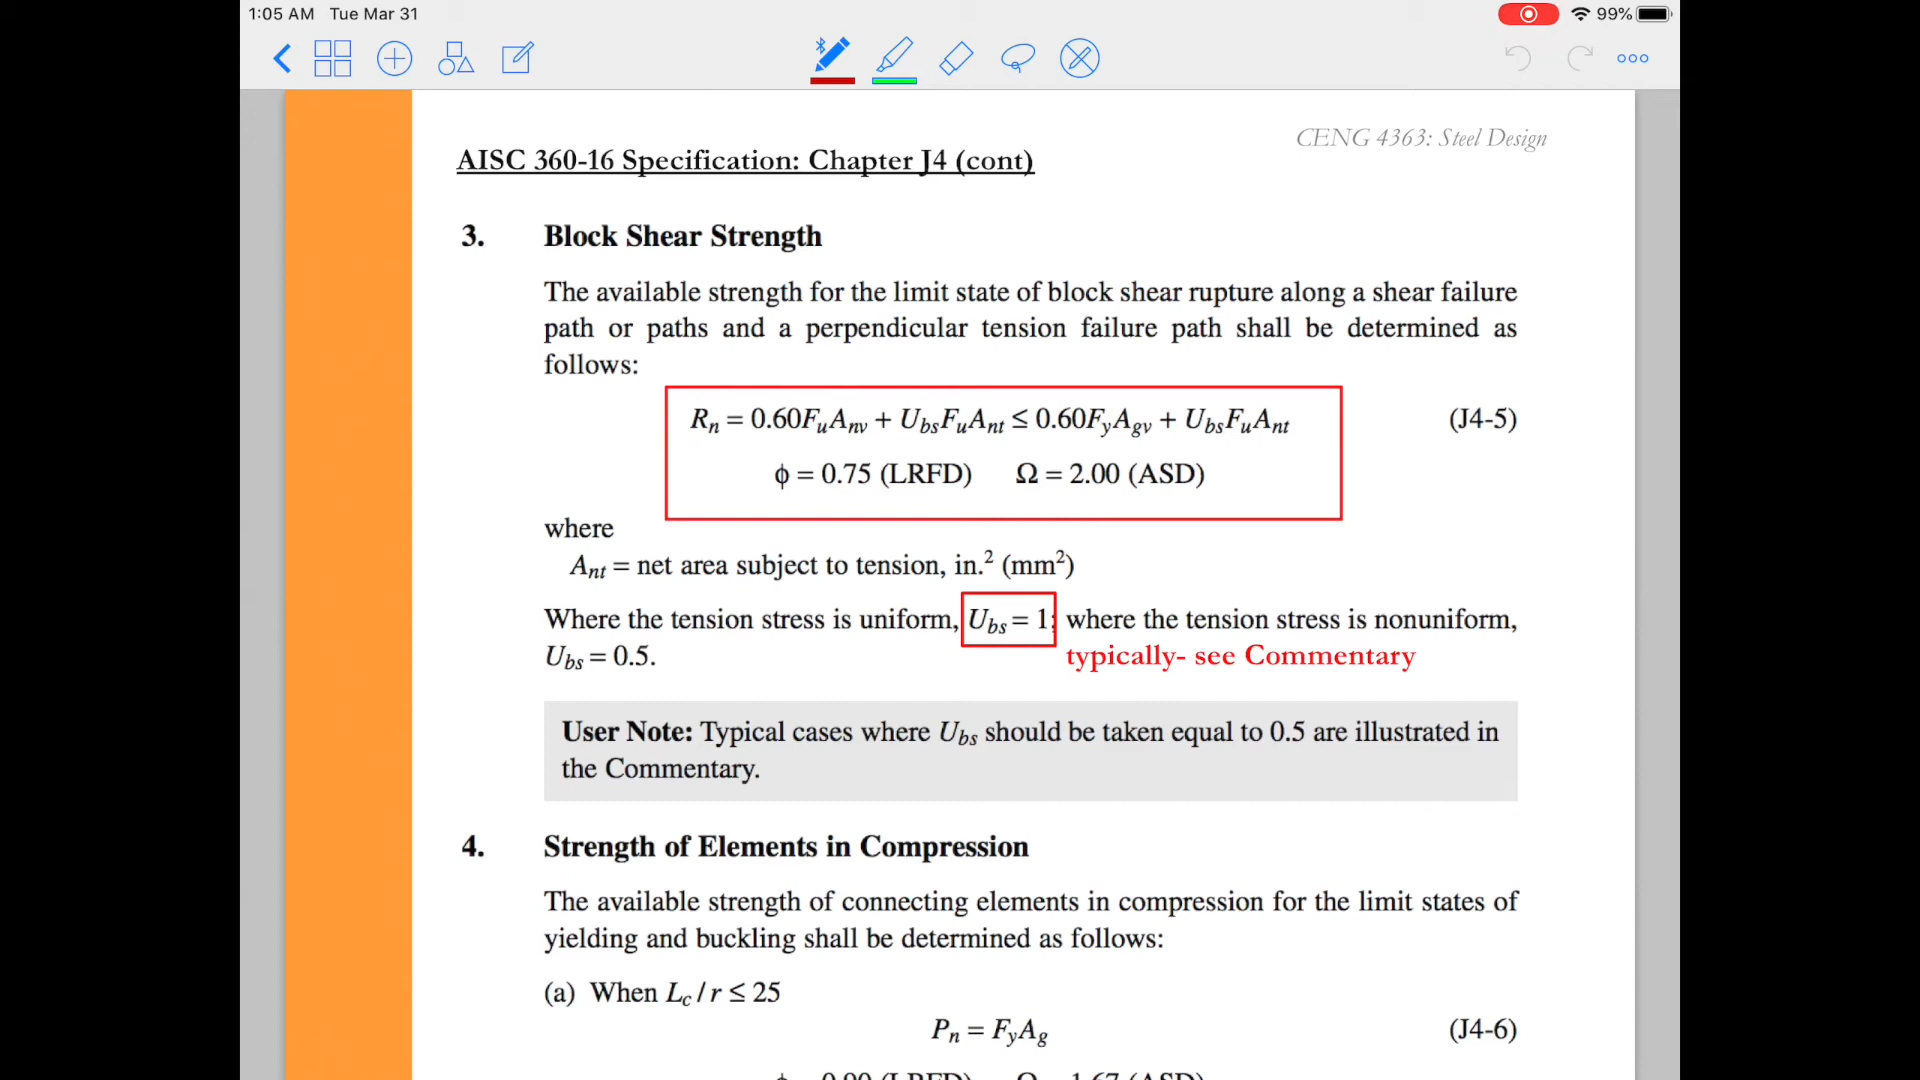 1:05 AM Tue Mar 31
99%
CENG 4363: Steel Design
AISC 360-16 Specification: Chapter J4 (cont)
3. Block Shear Strength
The available strength for the limit state of block shear rupture along a shear failure
path or paths and a perpendicular tension failure path shall be determined as
follows:
Rn = 0.60FuAnv + UbsFuAnt ≤ 0.60FyAgv + UbsFuAnt (J4-5)
ϕ = 0.75 (LRFD) Ω = 2.00 (ASD)
where
Ant = net area subject to tension, in.² (mm²)
Where the tension stress is uniform, Ubs = 1; where the tension stress is nonuniform,
Ubs = 0.5.
typically- see Commentary
User Note: Typical cases where Ubs should be taken equal to 0.5 are illustrated in
the Commentary.
4. Strength of Elements in Compression
The available strength of connecting elements in compression for the limit states of
yielding and buckling shall be determined as follows:
(a) When Lc/r ≤ 25
Pn = FyAg (J4-6)
ϕ = 0.90 (LRFD) Ω = 1.67 (ASD)